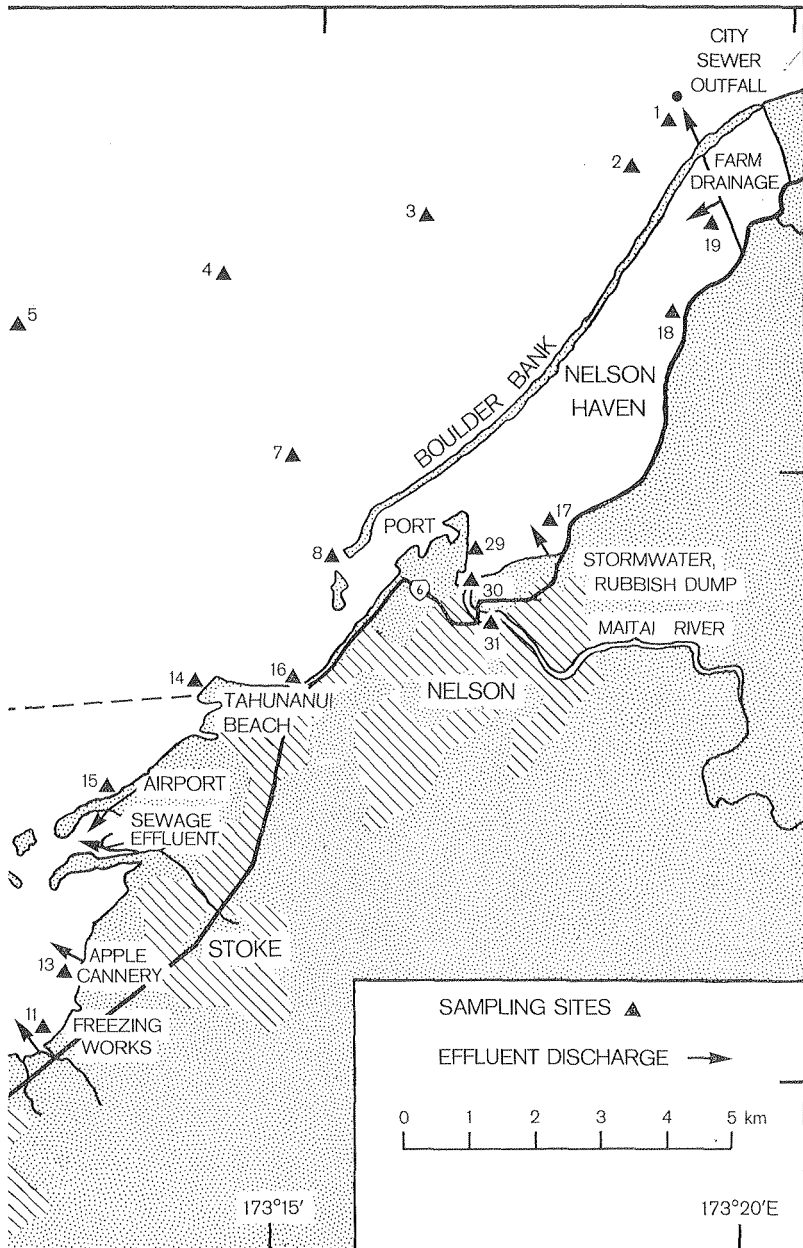 CITY
SEWER
OUTFALL
1
2
FARM
DRAINAGE
3
19
4
5
18
BOULDER BANK
NELSON
HAVEN
7
PORT
17
8
29
STORMWATER,
RUBBISH DUMP
6
30
31
MAITAI RIVER
14
16
NELSON
TAHUNANUI
BEACH
15
AIRPORT
SEWAGE
EFFLUENT
STOKE
13
APPLE
CANNERY
11
FREEZING
WORKS
SAMPLING SITES
EFFLUENT DISCHARGE
0 1 2 3 4 5 km
173°15'
173°20'E